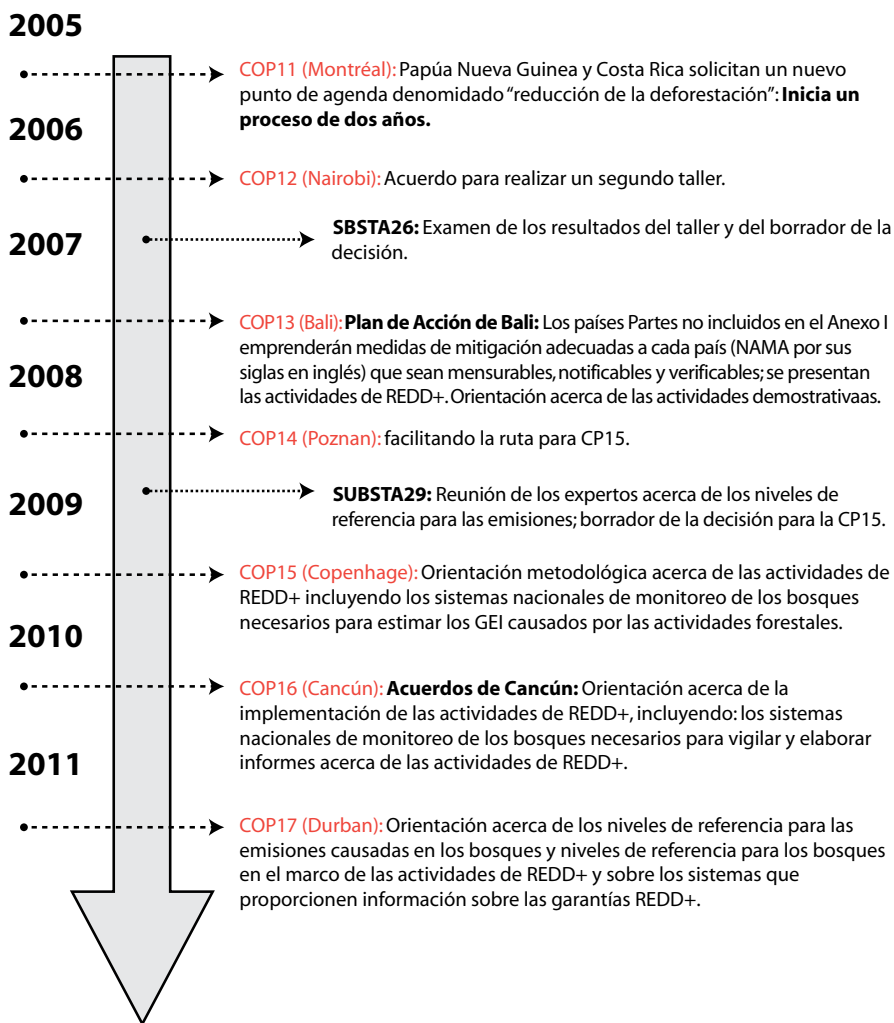 2005
COP11 (Montréal): Papúa Nueva Guinea y Costa Rica solicitan un nuevo
punto de agenda denomidado “reducción de la deforestación”: Inicia un
proceso de dos años.
2006
COP12 (Nairobi): Acuerdo para realizar un segundo taller.
2007
SBSTA26: Examen de los resultados del taller y del borrador de la
decisión.
COP13 (Bali): Plan de Acción de Bali: Los países Partes no incluidos en el Anexo I
emprenderán medidas de mitigación adecuadas a cada país (NAMA por sus
siglas en inglés) que sean mensurables, notificables y verificables; se presentan
las actividades de REDD+. Orientación acerca de las actividades demostrativaas.
2008
COP14 (Poznan): facilitando la ruta para CP15.
2009
SUBSTA29: Reunión de los expertos acerca de los niveles de
referencia para las emisiones; borrador de la decisión para la CP15.
COP15 (Copenhage): Orientación metodológica acerca de las actividades de
REDD+ incluyendo los sistemas nacionales de monitoreo de los bosques
necesarios para estimar los GEI causados por las actividades forestales.
2010
COP16 (Cancún): Acuerdos de Cancún: Orientación acerca de la
implementación de las actividades de REDD+, incluyendo: los sistemas
nacionales de monitoreo de los bosques necesarios para vigilar y elaborar
informes acerca de las actividades de REDD+.
2011
COP17 (Durban): Orientación acerca de los niveles de referencia para las
emisiones causadas en los bosques y niveles de referencia para los bosques
en el marco de las actividades de REDD+ y sobre los sistemas que
proporcionen información sobre las garantías REDD+.